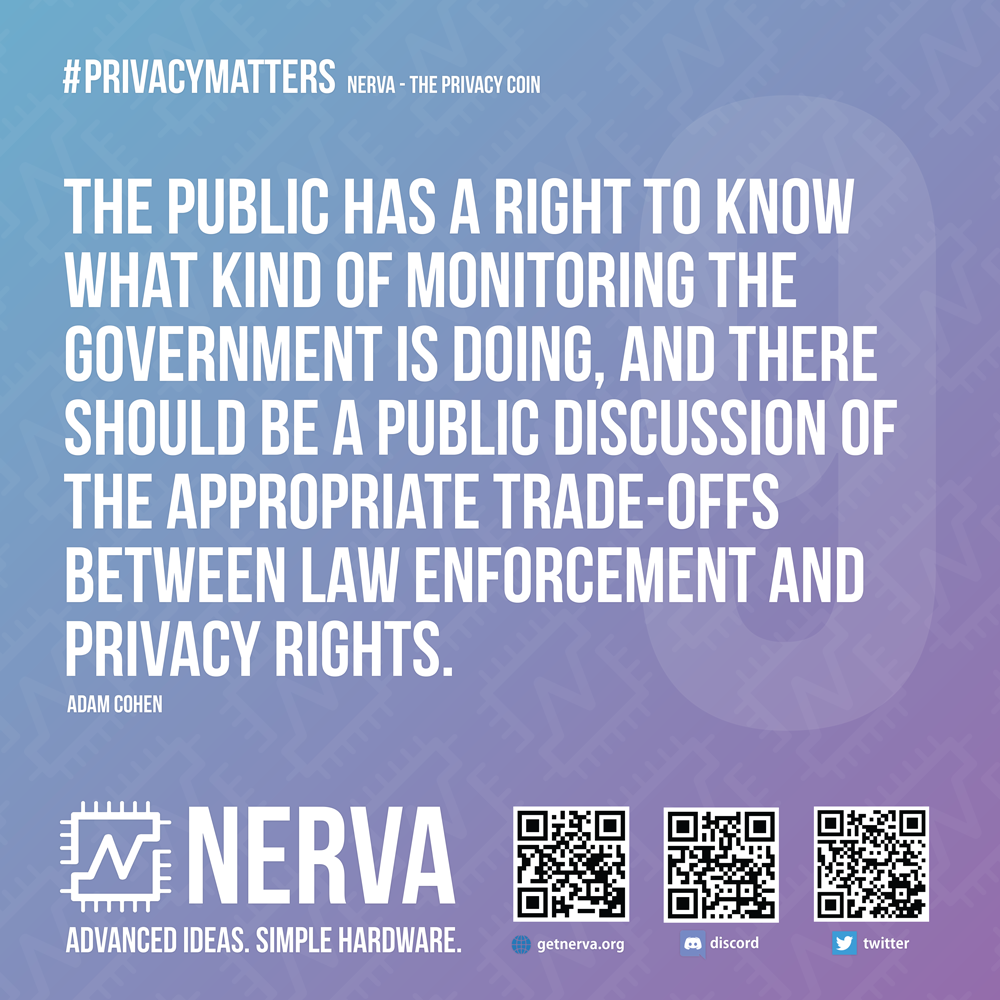 #PRIVACYMATTERS NERVA - THE PRIVACY COIN
9
THE PUBLIC HAS A RIGHT TO KNOW
WHAT KIND OF MONITORING THE
GOVERNMENT IS DOING, AND THERE
SHOULD BE A PUBLIC DISCUSSION OF
THE APPROPRIATE TRADE-OFFS
BETWEEN LAW ENFORCEMENT AND
PRIVACY RIGHTS.
ADAM COHEN
NERVA
ADVANCED IDEAS. SIMPLE HARDWARE.
getnerva.org
discord
twitter